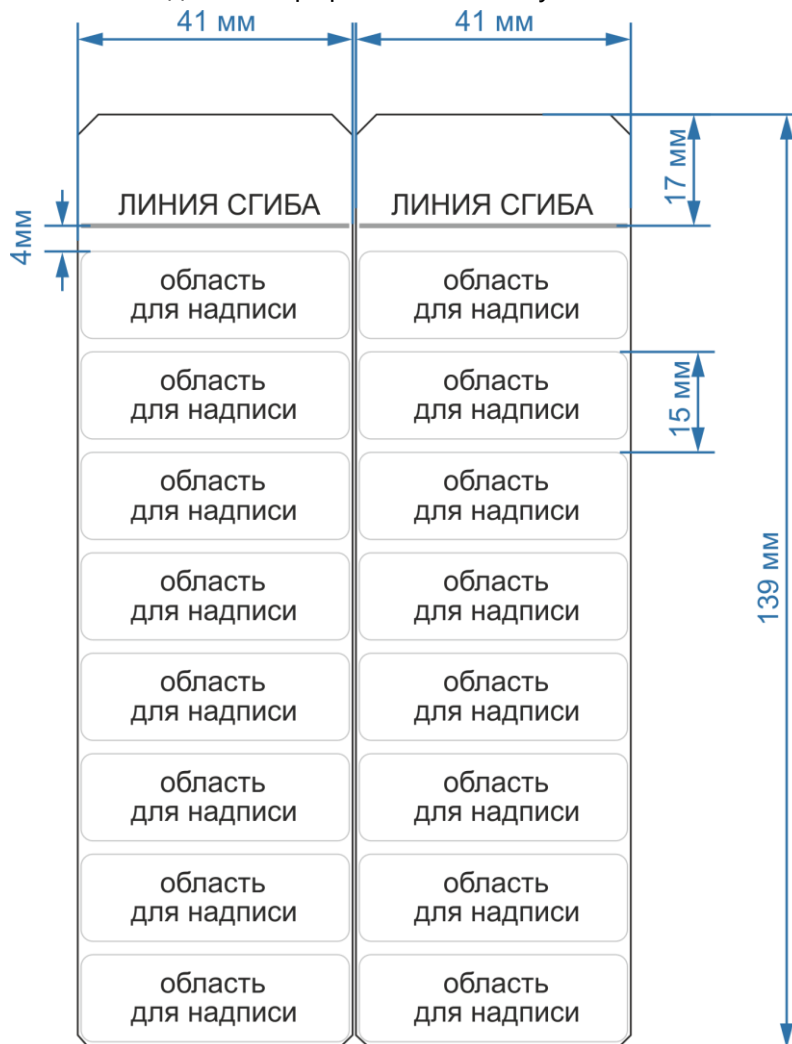 41 мм
41 мм
17 мм
ЛИНИЯ СГИБА
ЛИНИЯ СГИБА
4мм
область
для надписи
область
для надписи
область
для надписи
область
для надписи
15 мм
область
для надписи
область
для надписи
область
для надписи
область
для надписи
139 мм
область
для надписи
область
для надписи
область
для надписи
область
для надписи
область
для надписи
область
для надписи
область
для надписи
область
для надписи